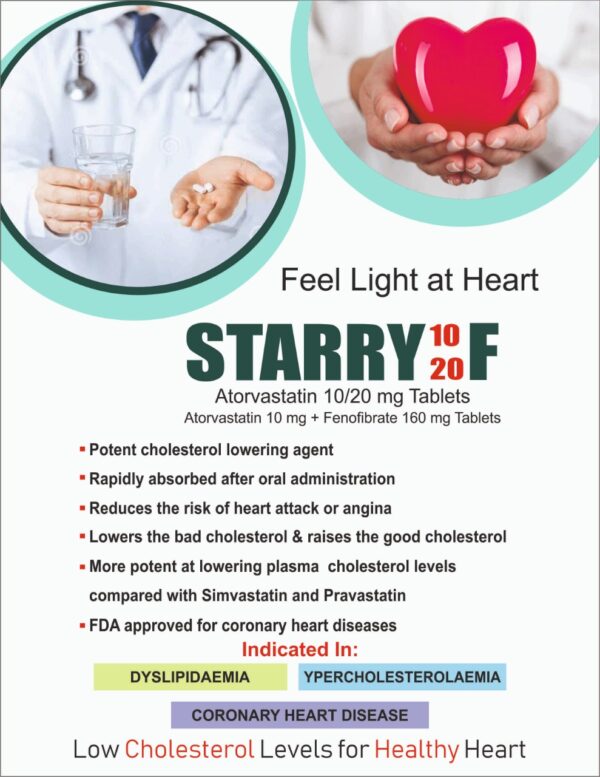 Feel Light at Heart
STARRY 10 20 F
Atorvastatin 10/20 mg Tablets
Atorvastatin 10 mg + Fenofibrate 160 mg Tablets
Potent cholesterol lowering agent
Rapidly absorbed after oral administration
Reduces the risk of heart attack or angina
Lowers the bad cholesterol & raises the good cholesterol
More potent at lowering plasma cholesterol levels
compared with Simvastatin and Pravastatin
FDA approved for coronary heart diseases
Indicated In:
DYSLIPIDAEMIA YPERCHOLESTEROLAEMIA
CORONARY HEART DISEASE
Low Cholesterol Levels for Healthy Heart